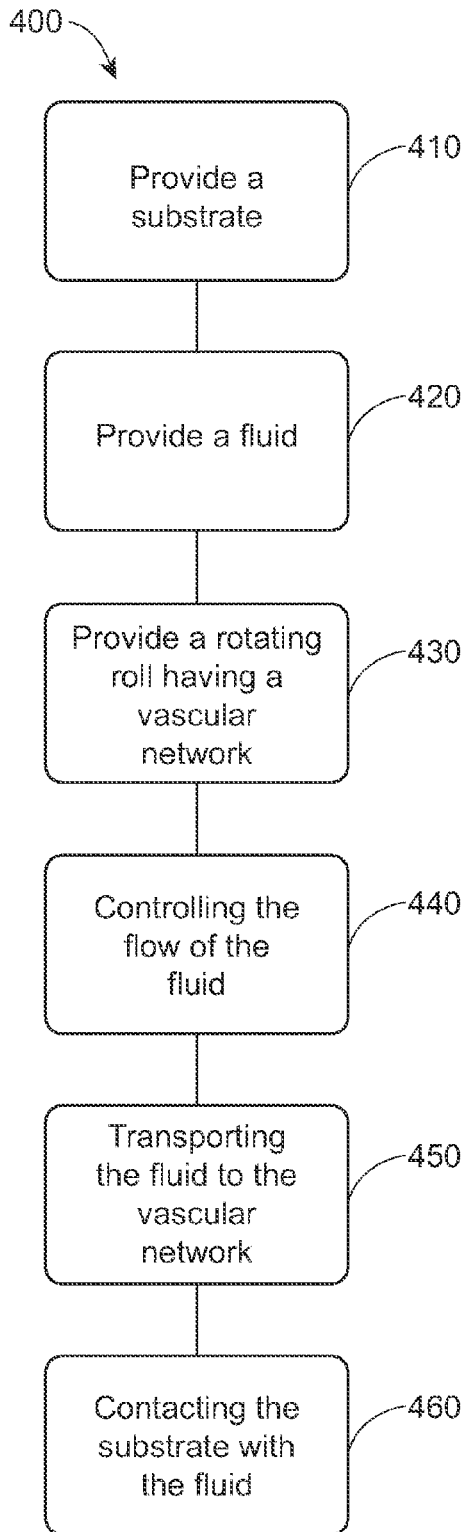 400
Provide a
substrate
410
Provide a fluid
420
Provide a rotating
roll having a
vascular
network
430
Controlling the
flow of the
fluid
440
Transporting
the fluid to the
vascular
network
450
Contacting the
substrate with
the fluid
460